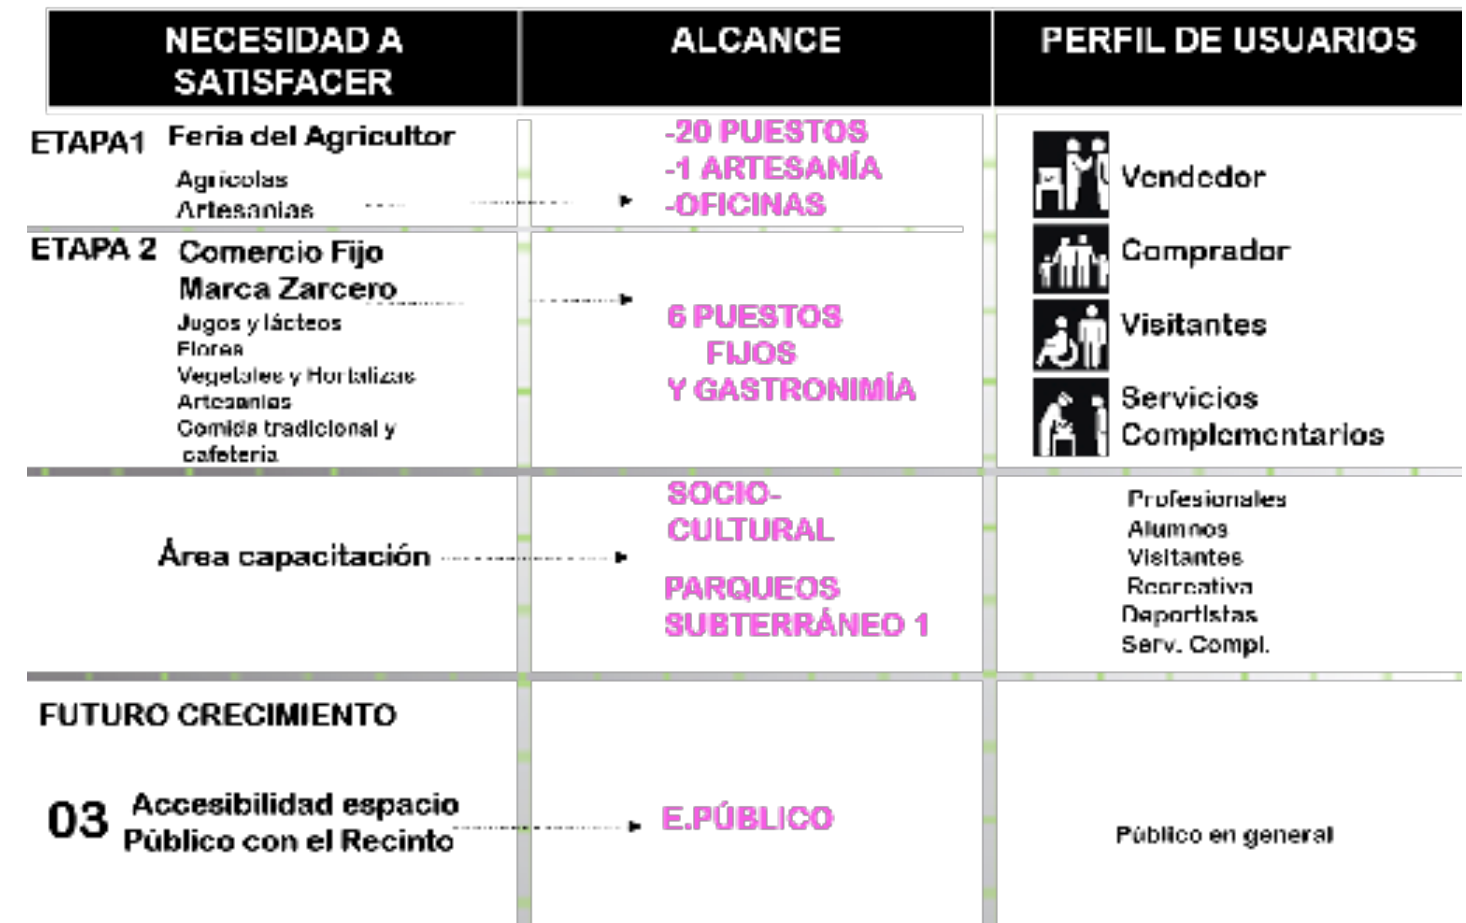 NECESIDAD A
SATISFACER
ALCANCE
PERFIL DE USUARIOS
ETAPA1
Feria del Agricultor
Agricolas
Artesanias
-20 PUESTOS
-1 ARTESANÍA
-OFICINAS
Vendedor
Comprador
Visitantes
Servicios
Complementarios
ETAPA 2
Comercio Fijo
Marca Zarcero
Jugos y lácteos
Flores
Vegetales y Hortalizas
Artesanias
Comida tradicional y
cafeteria
6 PUESTOS
FIJOS
Y GASTRONIMÍA
Área capacitación
SOCIO-
CULTURAL
PARQUEOS
SUBTERRÁNEO 1
Profesionales
Alumnos
Visitantes
Recreativa
Deportistas
Serv. Compl.
FUTURO CRECIMIENTO
03
Accesibilidad espacio
Público con el Recinto
E.PÚBLICO
Público en general